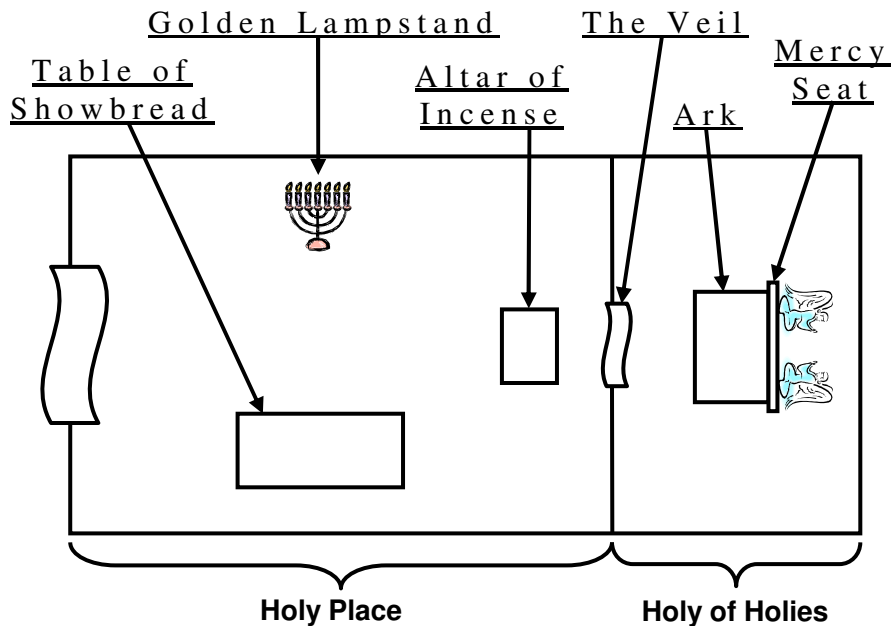 Golden Lampstand
The Veil
Mercy
Seat
Table of
Showbread
Altar of
Incense
Ark
Holy Place
Holy of Holies